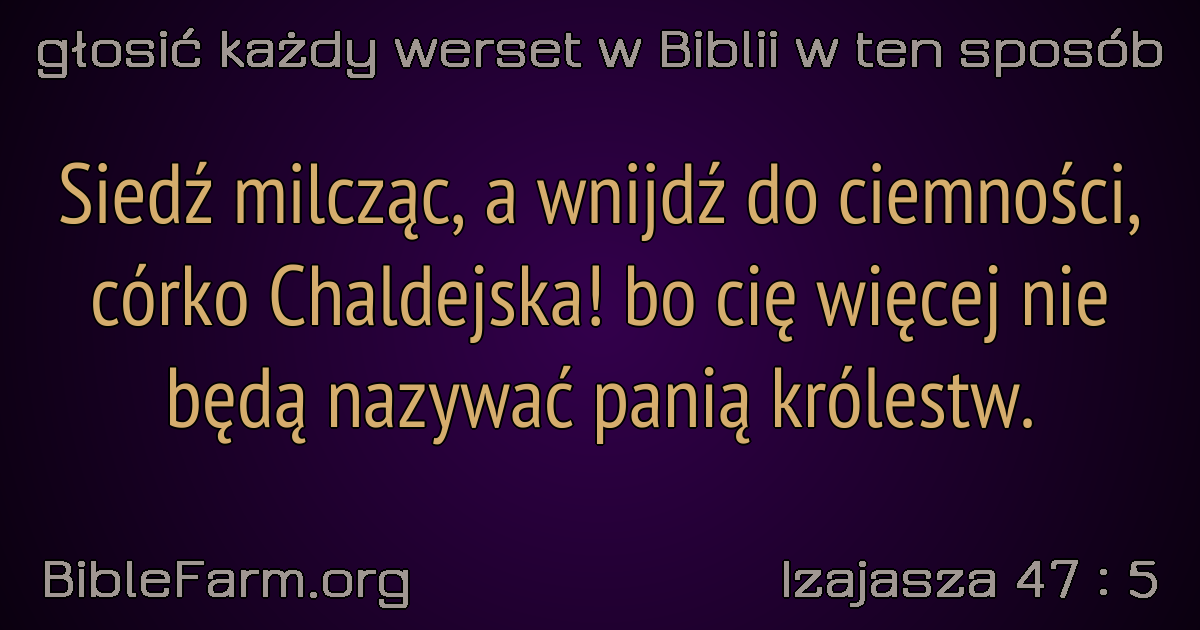 głosić każdy werset w Biblii w ten sposób
Siedź milcząc, a wnijdź do ciemności,
córko Chaldejska! bo cię więcej nie
będą nazywać panią królestw.
BibleFarm.org
Izajasza 47 : 5